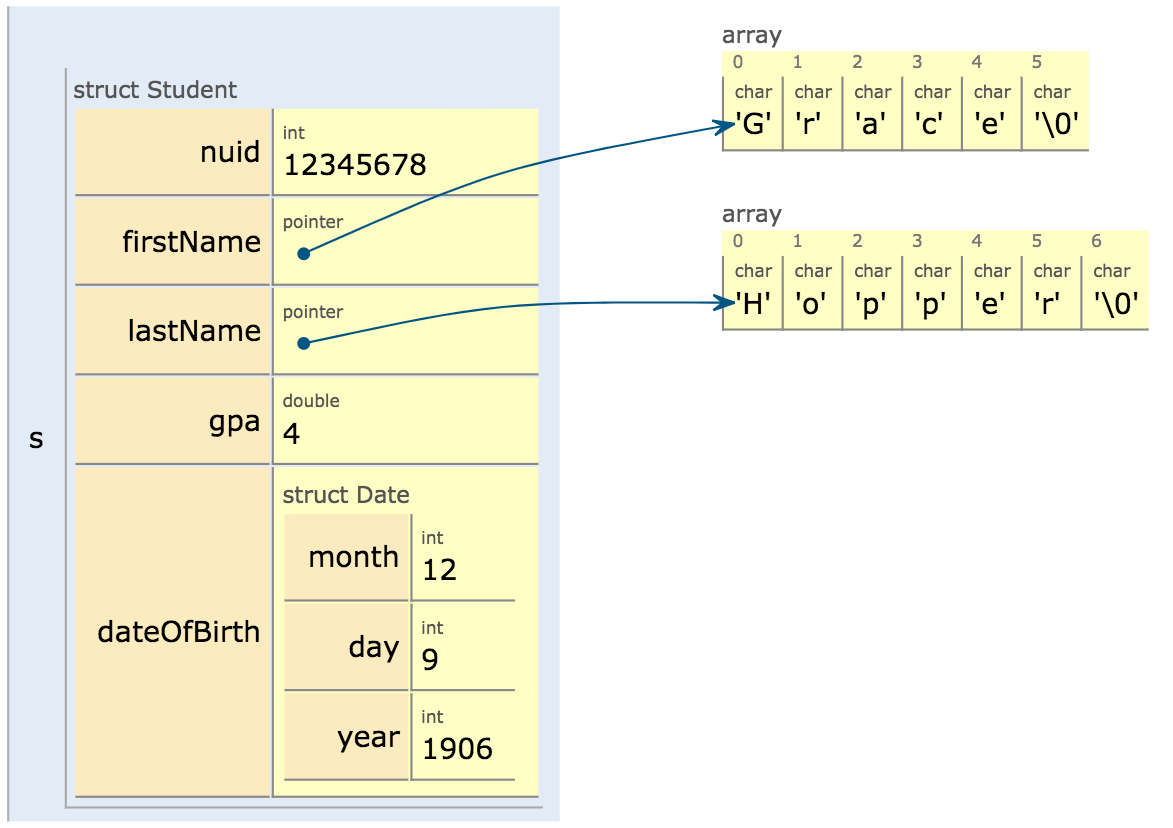 struct Student
nuid
int
12345678
firstName
pointer
lastName
pointer
gpa
double
4
s
dateOfBirth
struct Date
month
int
12
day
int
9
year
int
1906
array
0 1 2 3 4 5
char char char char char char
'G' 'r' 'a' 'c' 'e' '\0'
array
0 1 2 3 4 5 6
char char char char char char char
'H' 'o' 'p' 'p' 'e' 'r' '\0'